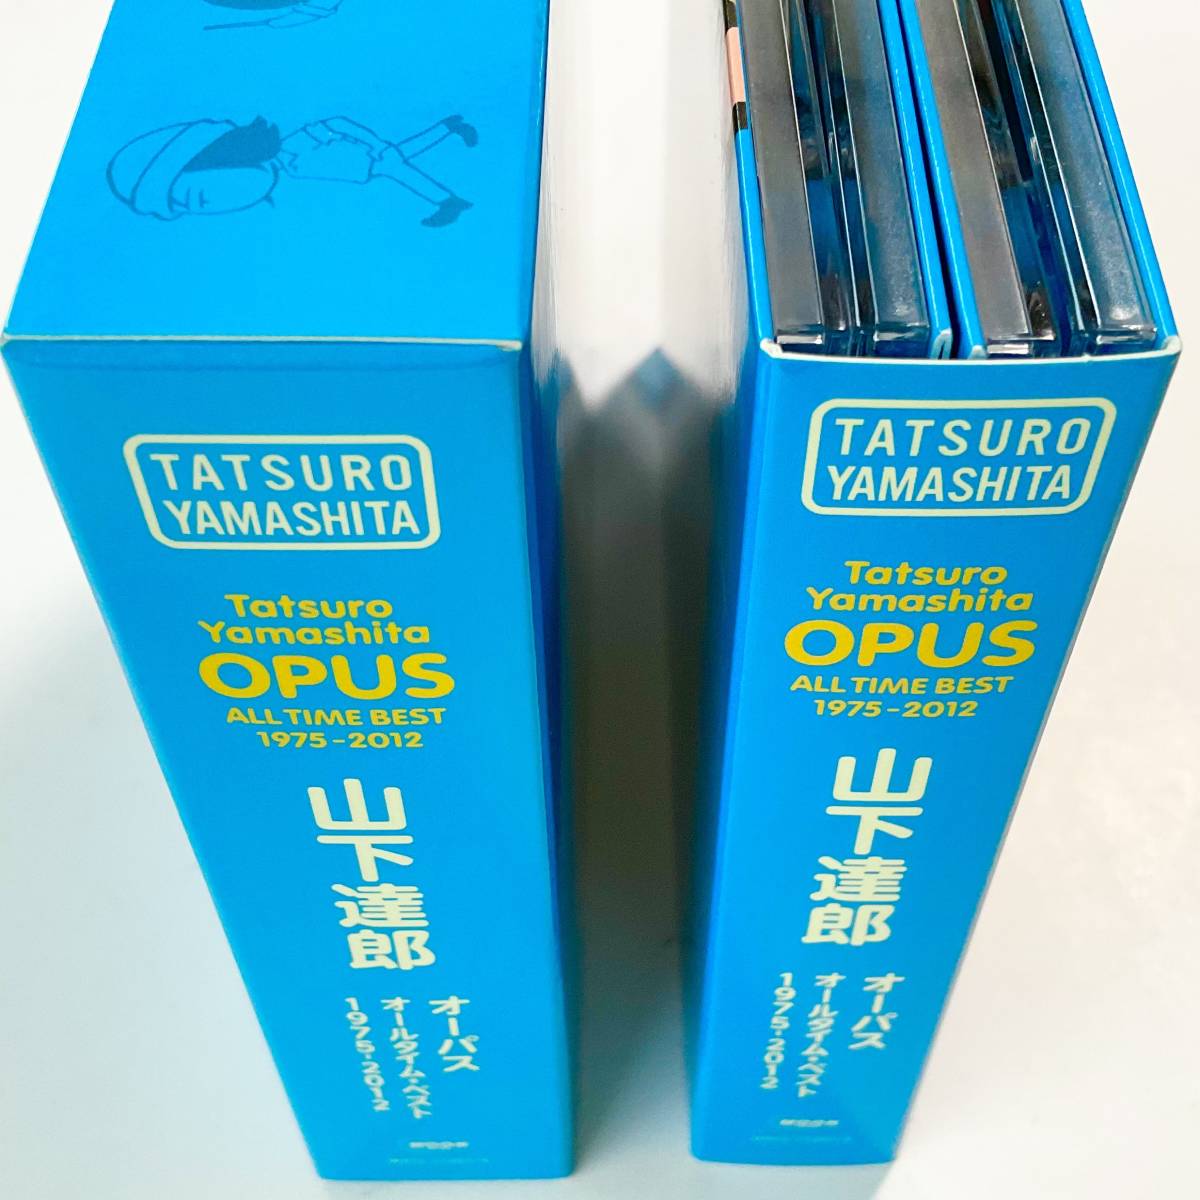 TATSURO
YAMASHITA
Tatsuro
Yamashita
OPUS
ALL TIME BEST
1975-2012
山下達郎
オーパス
オールタイム・ベスト
1975-2012
TATSURO
YAMASHITA
Tatsuro
Yamashita
OPUS
ALL TIME BEST
1975-2012
山下達郎
オーパス
オールタイム・ベスト
1975-2012